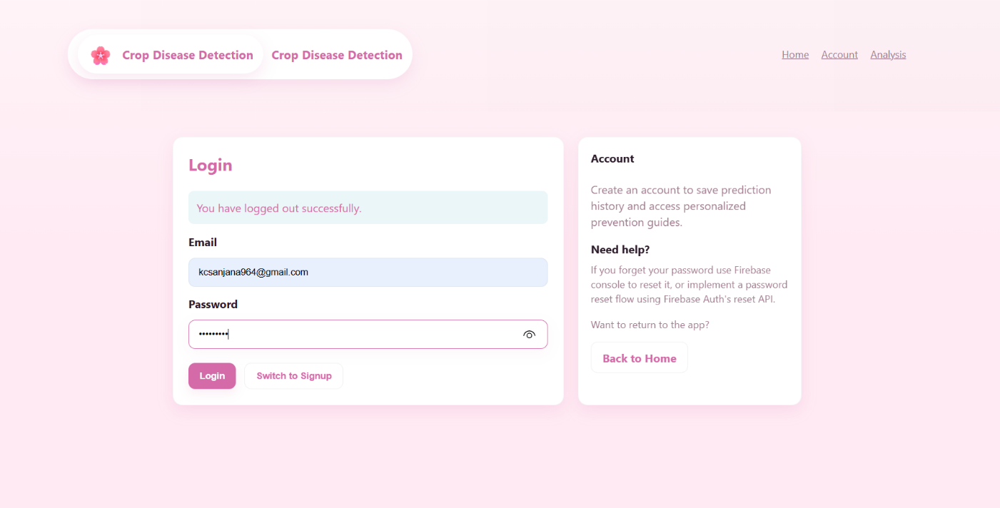 Crop Disease Detection Crop Disease Detection
Home Account Analysis
Login
You have logged out successfully.
Email
kcsanjana964@gmail.com
Password
•••••••••
Login Switch to Signup
Account
Create an account to save prediction
history and access personalized
prevention guides.
Need help?
If you forget your password use Firebase
console to reset it, or implement a password
reset flow using Firebase Auth's reset API.
Want to return to the app?
Back to Home